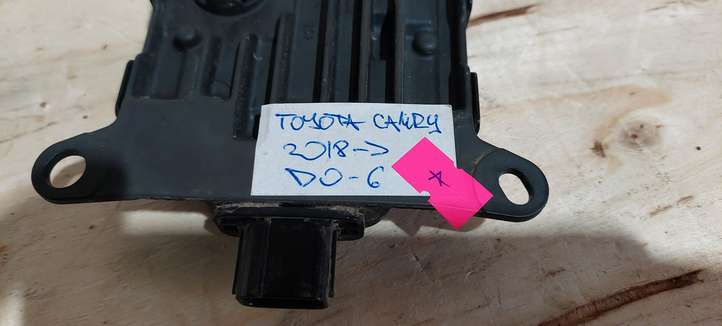 TOYOTA CAMRY
2018->
DO-6
*